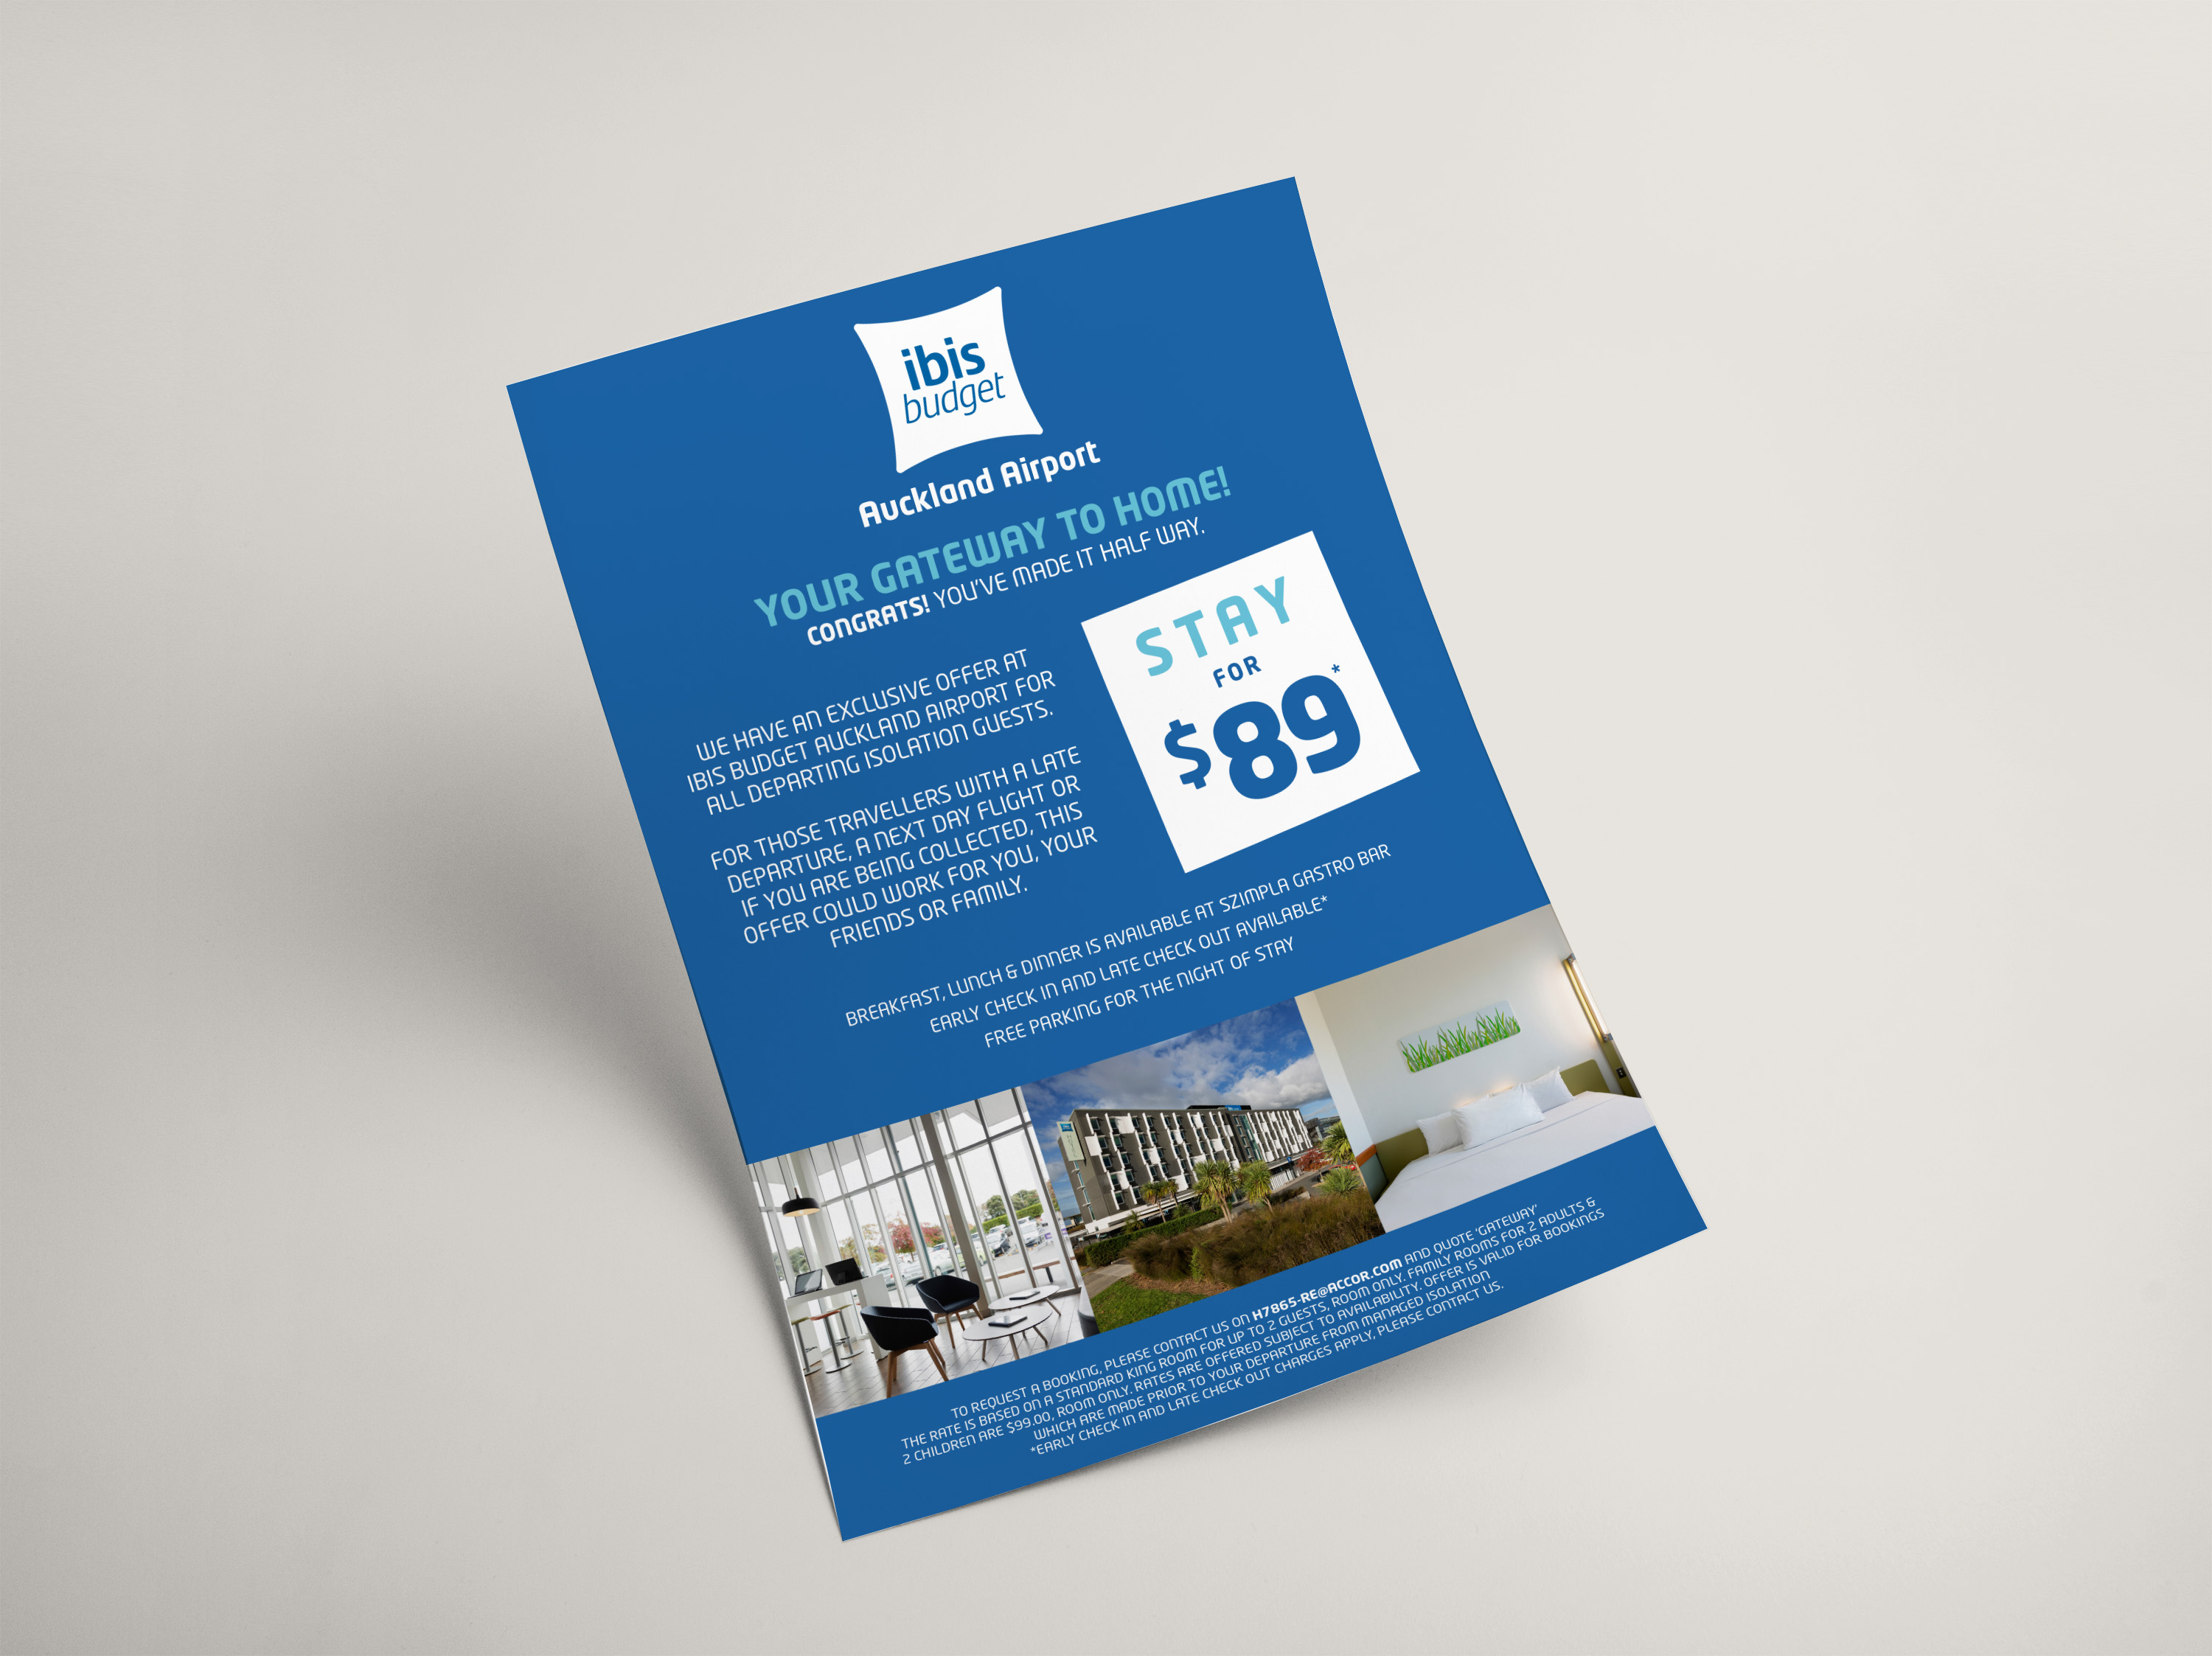 ibis
budget
Auckland Airport
YOUR GATEWAY TO HOME!
CONGRATS! YOU'VE MADE IT HALF WAY.
WE HAVE AN EXCLUSIVE OFFER AT
IBIS BUDGET AUCKLAND AIRPORT FOR
ALL DEPARTING ISOLATION GUESTS.
FOR THOSE TRAVELLERS WITH A LATE
DEPARTURE, A NEXT DAY FLIGHT OR
IF YOU ARE BEING COLLECTED, THIS
OFFER COULD WORK FOR YOU, YOUR
FRIENDS OR FAMILY.
STAY
FOR
$89*
BREAKFAST, LUNCH & DINNER IS AVAILABLE AT SZIMPLA GASTRO BAR
EARLY CHECK IN AND LATE CHECK OUT AVAILABLE*
FREE PARKING FOR THE NIGHT OF STAY
TO REQUEST A BOOKING, PLEASE CONTACT US ON H7865-RE@ACCOR.COM AND QUOTE 'GATEWAY'
THE RATE IS BASED ON A STANDARD KING ROOM FOR UP TO 2 GUESTS, ROOM ONLY. FAMILY ROOMS FOR 2 ADULTS &
2 CHILDREN ARE $99.00, ROOM ONLY. RATES ARE OFFERED SUBJECT TO AVAILABILITY. OFFER IS VALID FOR BOOKINGS
WHICH ARE MADE PRIOR TO YOUR DEPARTURE FROM MANAGED ISOLATION
*EARLY CHECK IN AND LATE CHECK OUT CHARGES APPLY, PLEASE CONTACT US.